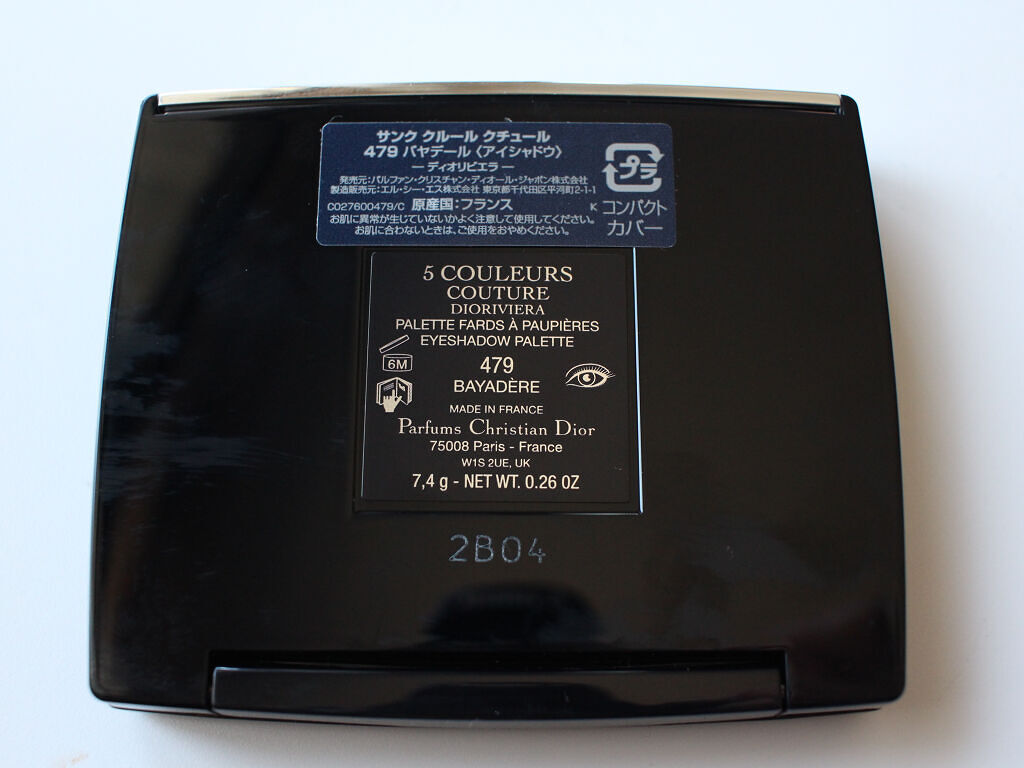 サンク クルール クチュール
479 バヤデール〈アイシャドウ〉
— ディオリビエラ —
発売元：パルファン・クリスチャン・ディオール・ジャポン株式会社
製造販売元：エル・シー・エス株式会社 東京都千代田区平河町2-1-1
C027600479/C 原産国：フランス
お肌に異常が生じていないかよく注意して使用してください。
お肌に合わないときは、ご使用をおやめください。
プラ
K コンパクト
カバー
5 COULEURS
COUTURE
DIORIVIERA
PALETTE FARDS À PAUPIÈRES
EYESHADOW PALETTE
6M
479
BAYADÈRE
MADE IN FRANCE
Parfums Christian Dior
75008 Paris - France
W1S 2UE, UK
7,4 g - NET WT. 0.26 OZ
2B04